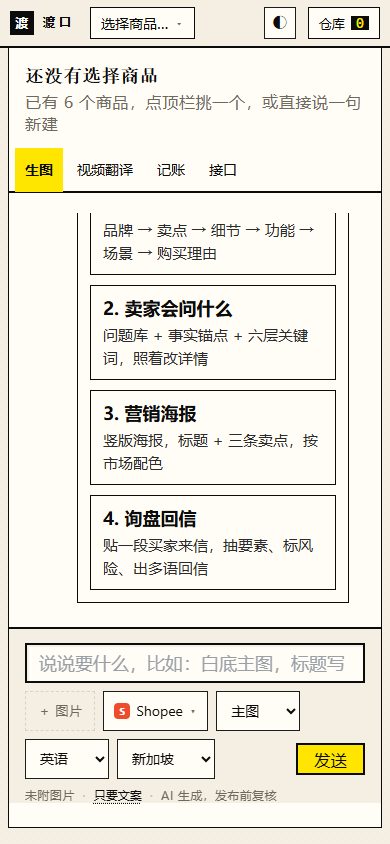 渡 渡口 选择商品... 仓库 0
还没有选择商品
已有 6 个商品，点顶栏挑一个，或直接说一句
新建
生图 视频翻译 记账 接口
品牌 → 卖点 → 细节 → 功能 →
场景 → 购买理由
2. 卖家会问什么
问题库 + 事实锚点 + 六层关键
词，照着改详情
3. 营销海报
竖版海报，标题 + 三条卖点，按
市场配色
4. 询盘回信
贴一段买家来信，抽要素、标风
险、出多语回信
说说要什么，比如：白底主图，标题写
+ 图片 S Shopee 主图
英语 新加坡 发送
未附图片 · 只要文案 · AI 生成，发布前复核